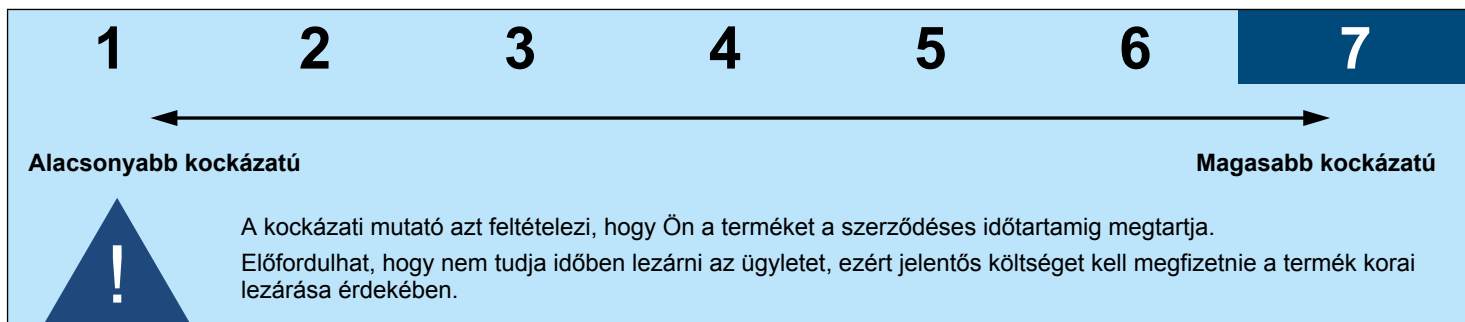 1 2 3 4 5 6 7
Alacsonyabb kockázatú Magasabb kockázatú
!
A kockázati mutató azt feltételezi, hogy Ön a terméket a szerződéses időtartamig megtartja.
Előfordulhat, hogy nem tudja időben lezárni az ügyletet, ezért jelentős költséget kell megfizetnie a termék korai
lezárása érdekében.